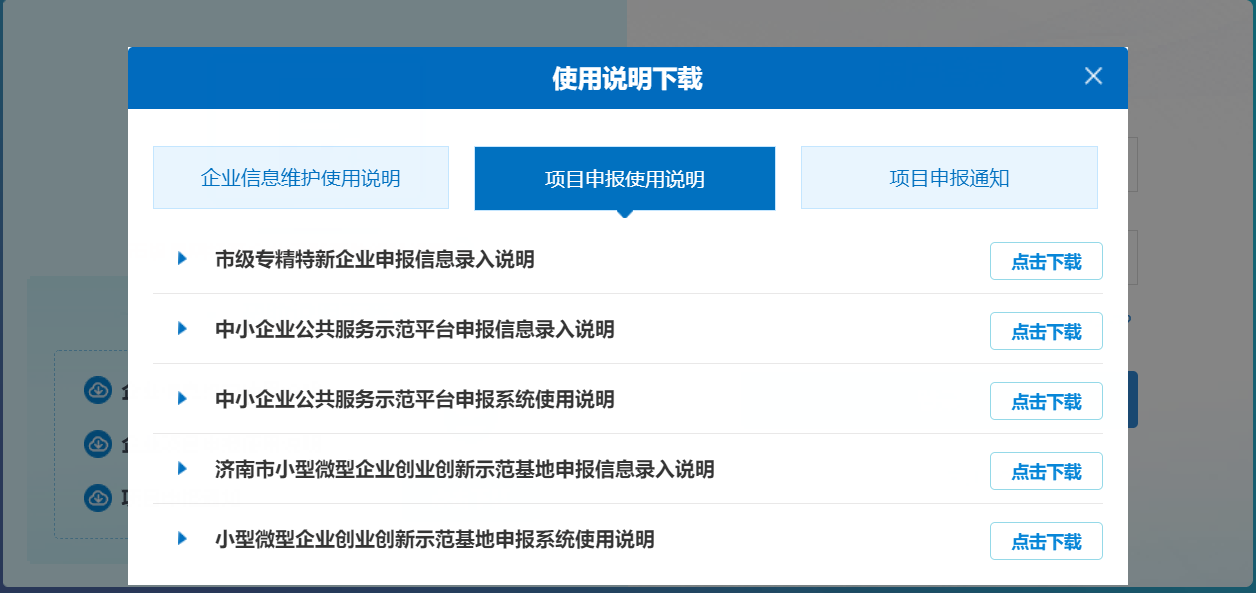 使用说明下载
企业信息维护使用说明
项目申报使用说明
项目申报通知
市级专精特新企业申报信息录入说明
点击下载
中小企业公共服务示范平台申报信息录入说明
点击下载
中小企业公共服务示范平台申报系统使用说明
点击下载
济南市小型微型企业创业创新示范基地申报信息录入说明
点击下载
小型微型企业创业创新示范基地申报系统使用说明
点击下载